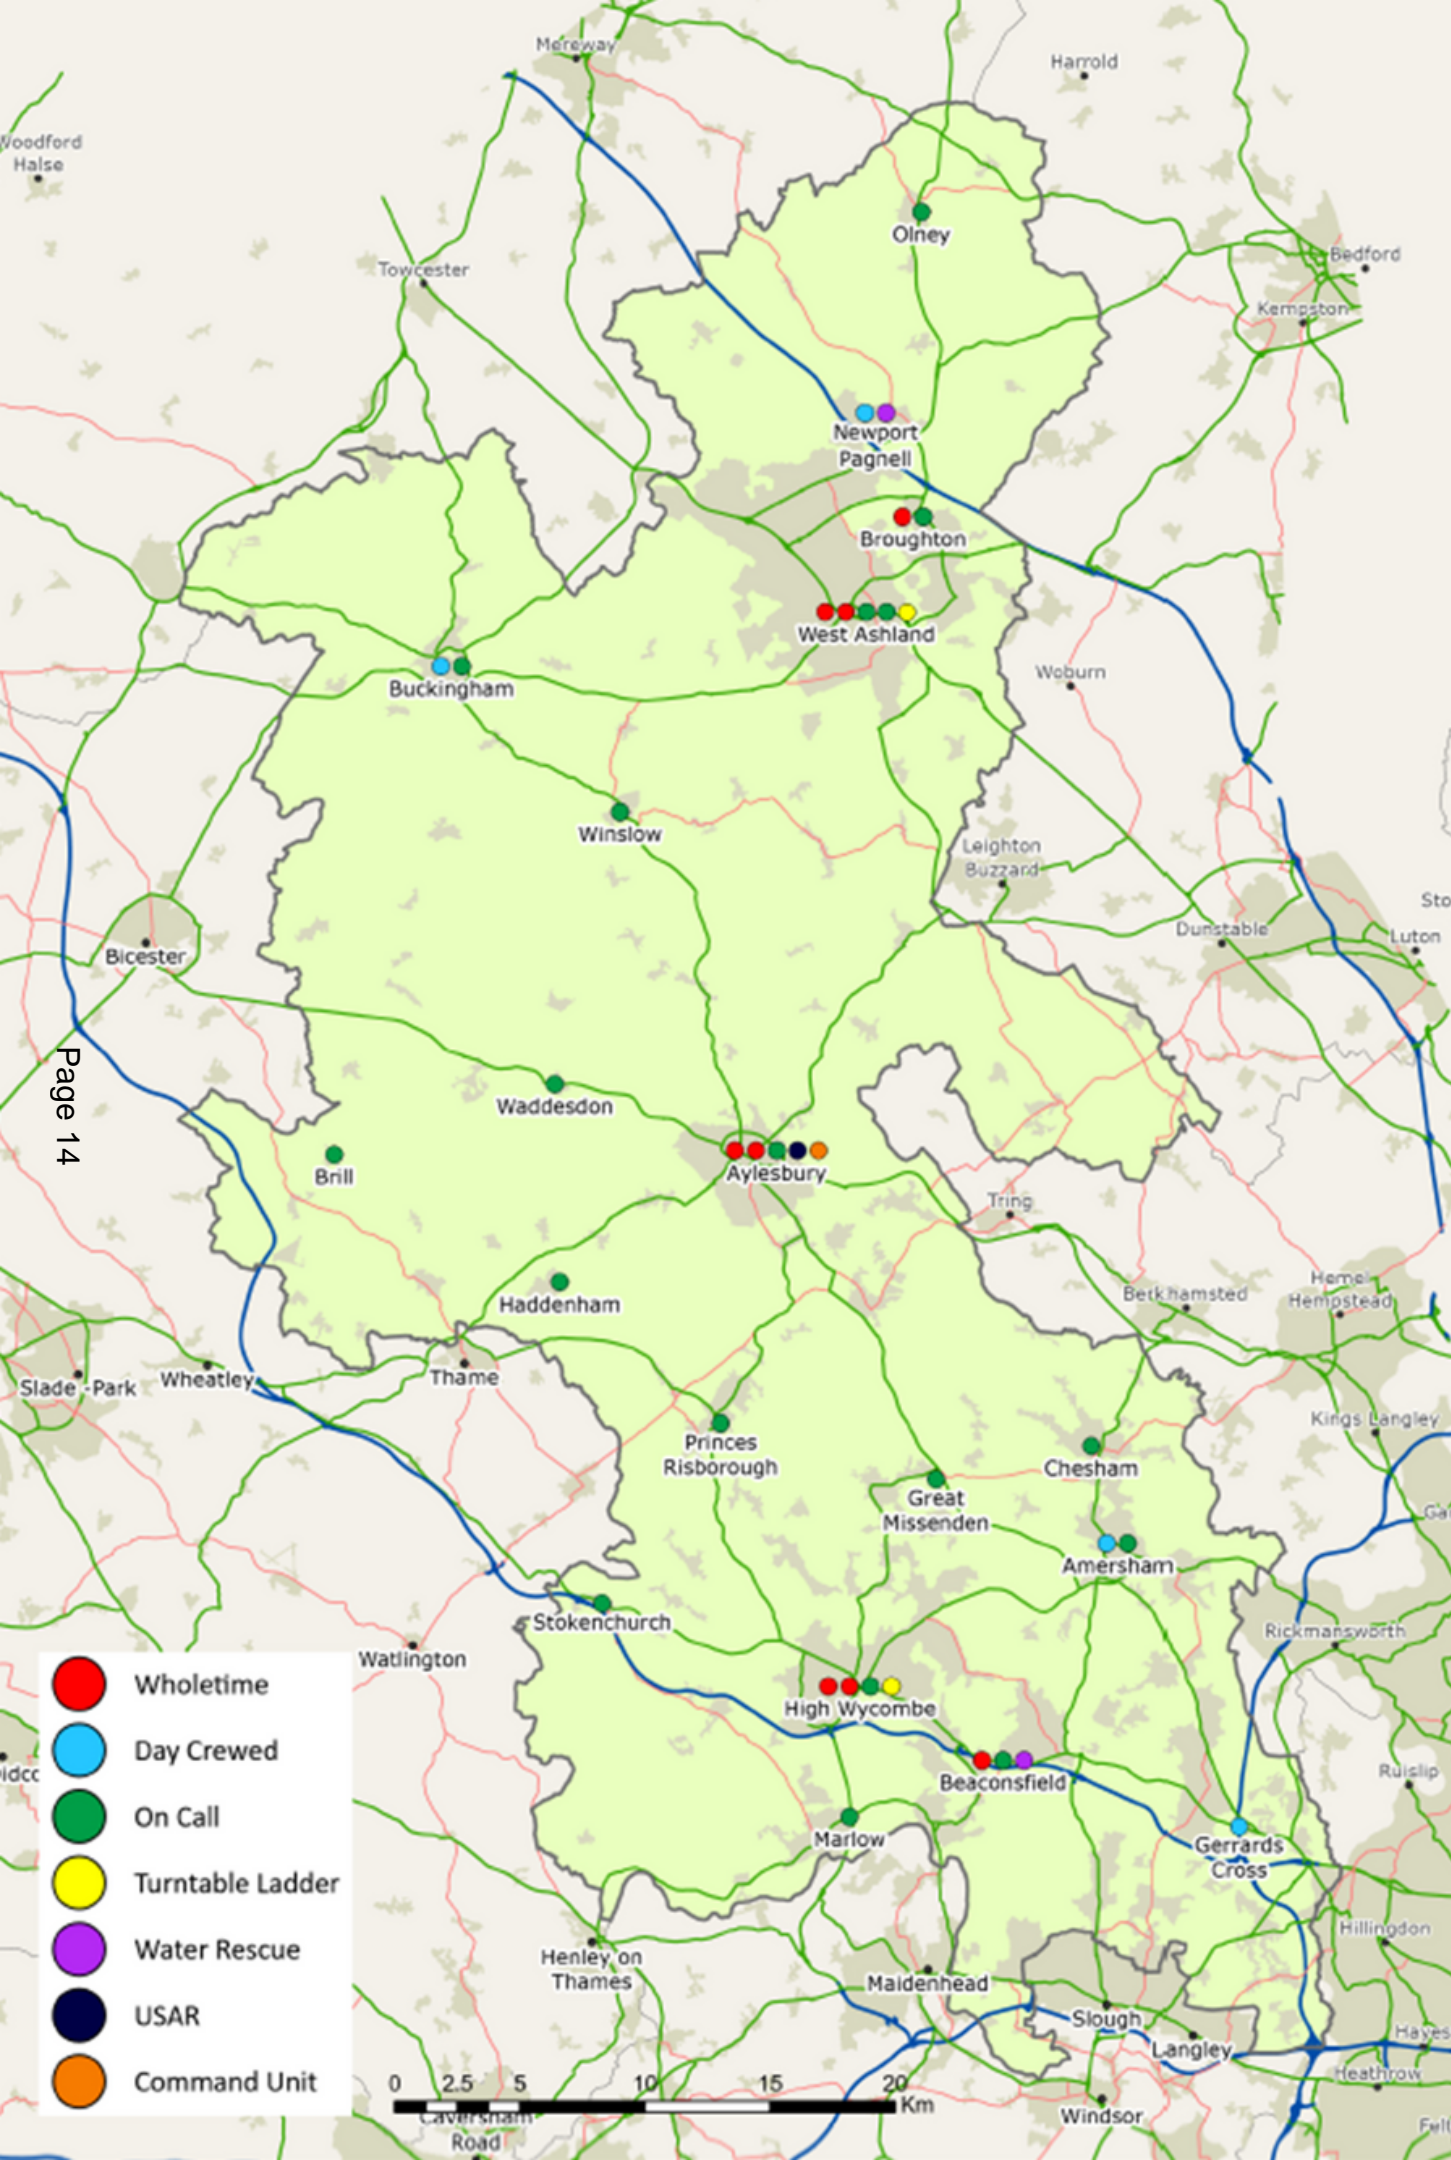 Mereway
Harrold
Woodford
Halse
Olney
Towcester
Bedford
Kempston
Newport
Pagnell
Broughton
West Ashland
Woburn
Buckingham
Winslow
Leighton
Buzzard
Sto
Dunstable
Luton
Bicester
Page 14
Waddesdon
Brill
Aylesbury
Tring
Haddenham
Berkhamsted
Hemel
Hempstead
Slade -Park
Wheatley
Thame
Princes
Risborough
Chesham
Kings Langley
Great
Missenden
Ga
Amersham
Stokenchurch
Rickmansworth
Watlington
High Wycombe
Beaconsfield
Ruislip
Didco
Marlow
Gerrards
Cross
Hillingdon
Henley on
Thames
Maidenhead
Slough
Langley
Hayes
Heathrow
Windsor
Felt
Caversham
Road
Wholetime
Day Crewed
On Call
Turntable Ladder
Water Rescue
USAR
Command Unit
0 2.5 5 10 15 20
Km